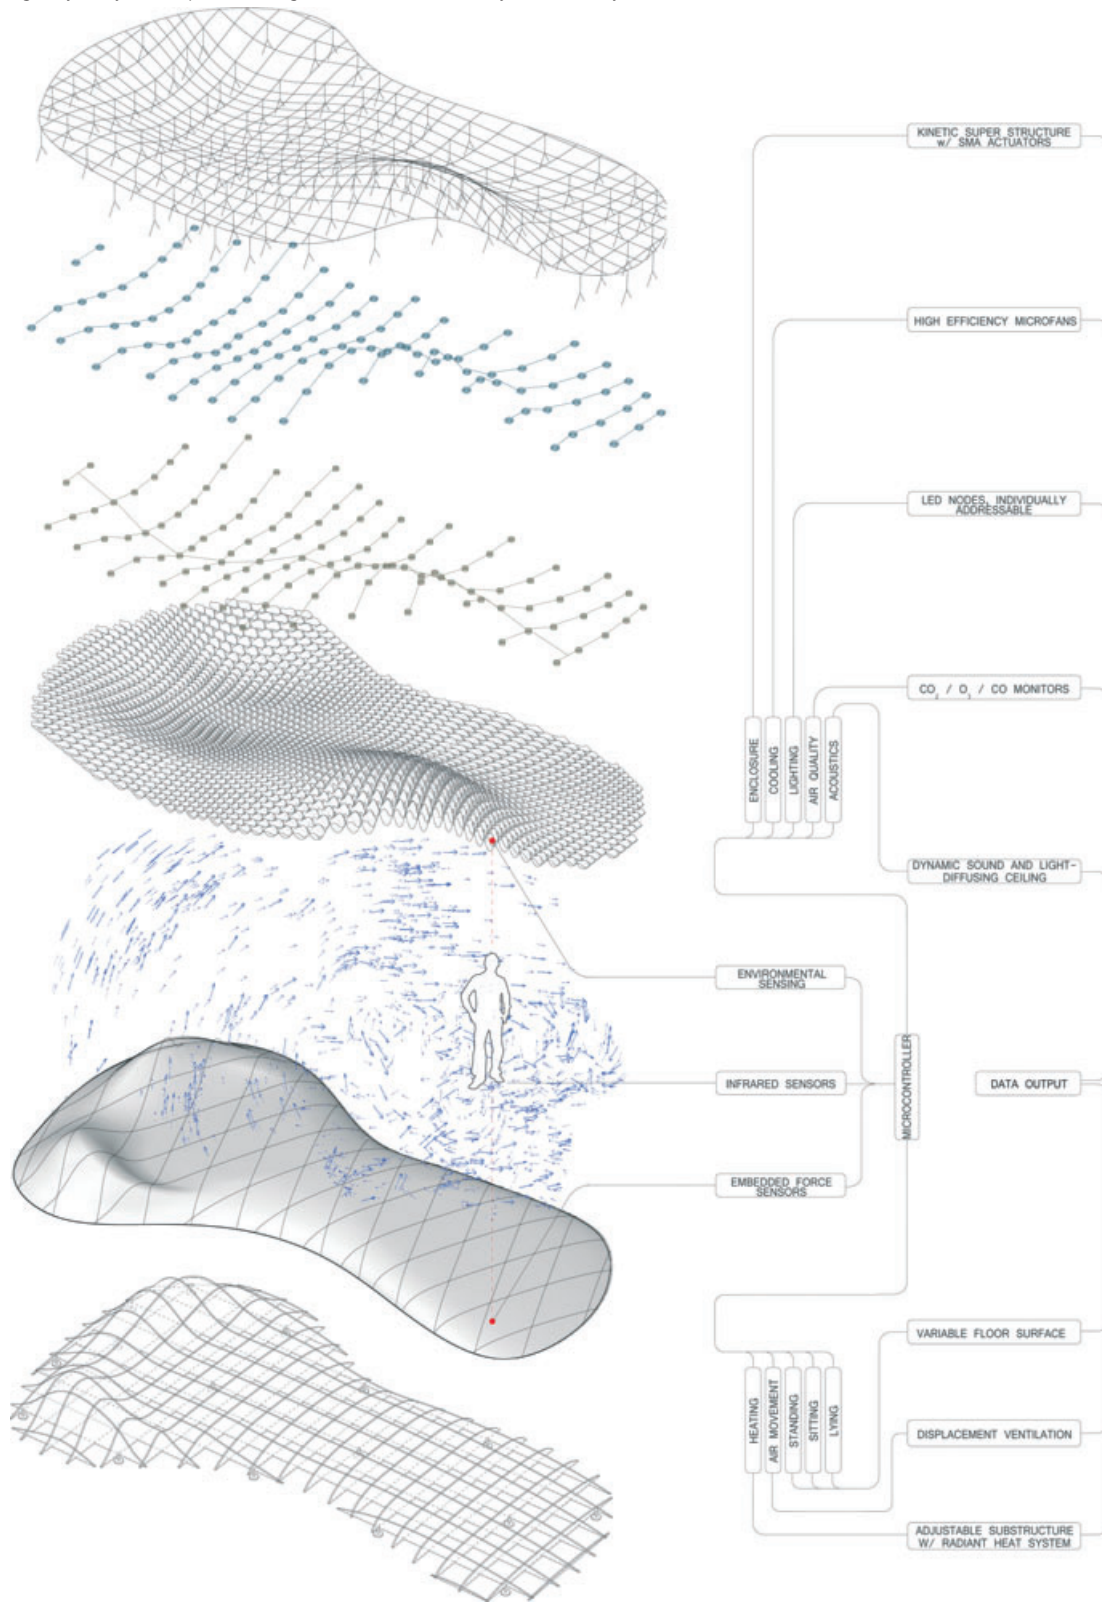 KINETIC SUPER STRUCTURE
w/ SMA ACTUATORS
HIGH EFFICIENCY MICROFANS
LED NODES, INDIVIDUALLY
ADDRESSABLE
CO₂ / O₃ / CO MONITORS
ENCLOSURE
COOLING
LIGHTING
AIR QUALITY
ACOUSTICS
DYNAMIC SOUND AND LIGHT-
DIFFUSING CEILING
ENVIRONMENTAL
SENSING
INFRARED SENSORS
EMBEDDED FORCE
SENSORS
MICROCONTROLLER
DATA OUTPUT
VARIABLE FLOOR SURFACE
HEATING
AIR MOVEMENT
STANDING
SITTING
LYING
DISPLACEMENT VENTILATION
ADJUSTABLE SUBSTRUCTURE
W/ RADIANT HEAT SYSTEM